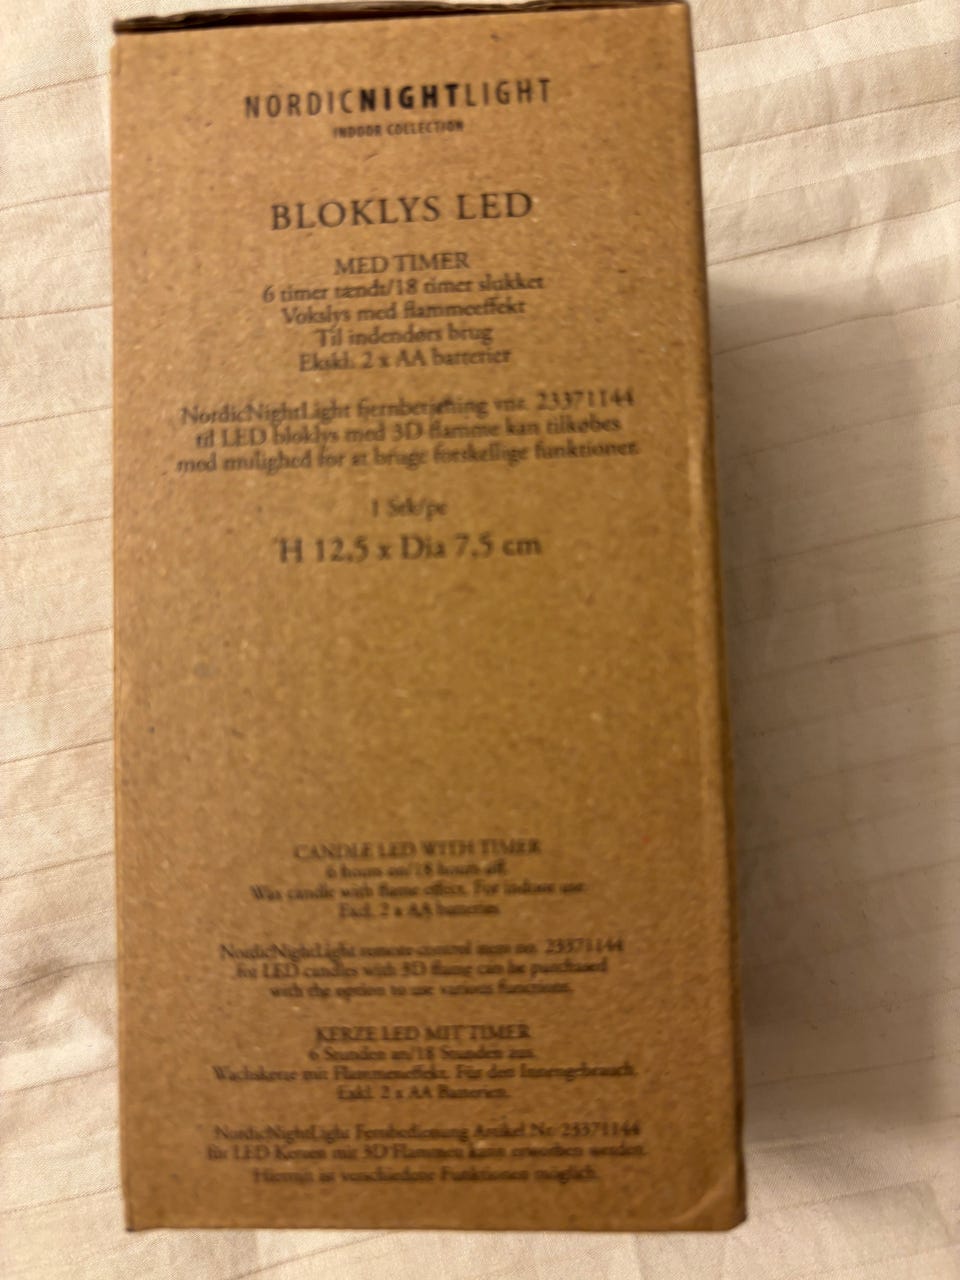 NORDICNIGHTLIGHT
INDOOR COLLECTION
BLOKLYS LED
MED TIMER
6 timer tændt/18 timer slukket
Vokslys med flammeeffekt
Til indendørs brug
Ekskl. 2 x AA batterier
NordicNightLight fjernbetjening vnr. 23371144
til LED bloklys med 3D flamme kan tilkøbes
med mulighed for at bruge forskellige funktioner.
1 Stk/pc
H 12,5 x Dia 7,5 cm
CANDLE LED WITH TIMER
6 hours on/18 hours off.
Wax candle with flame effect. For indoor use
Excl. 2 x AA batteries
NordicNightLight remote control item no. 23371144
for LED candles with 3D flame can be purchased
with the option to use various functions.
KERZE LED MIT TIMER
6 Stunden an/18 Stunden aus.
Wachskerze mit Flammeneffekt. Für den Innengebrauch.
Exkl. 2 x AA Batterien.
NordicNightLight Fernbedienung Artikel Nr. 23371144
für LED Kerzen mit 3D Flammen kann erworben werden.
Hiermit ist verschiedene Funktionen möglich.